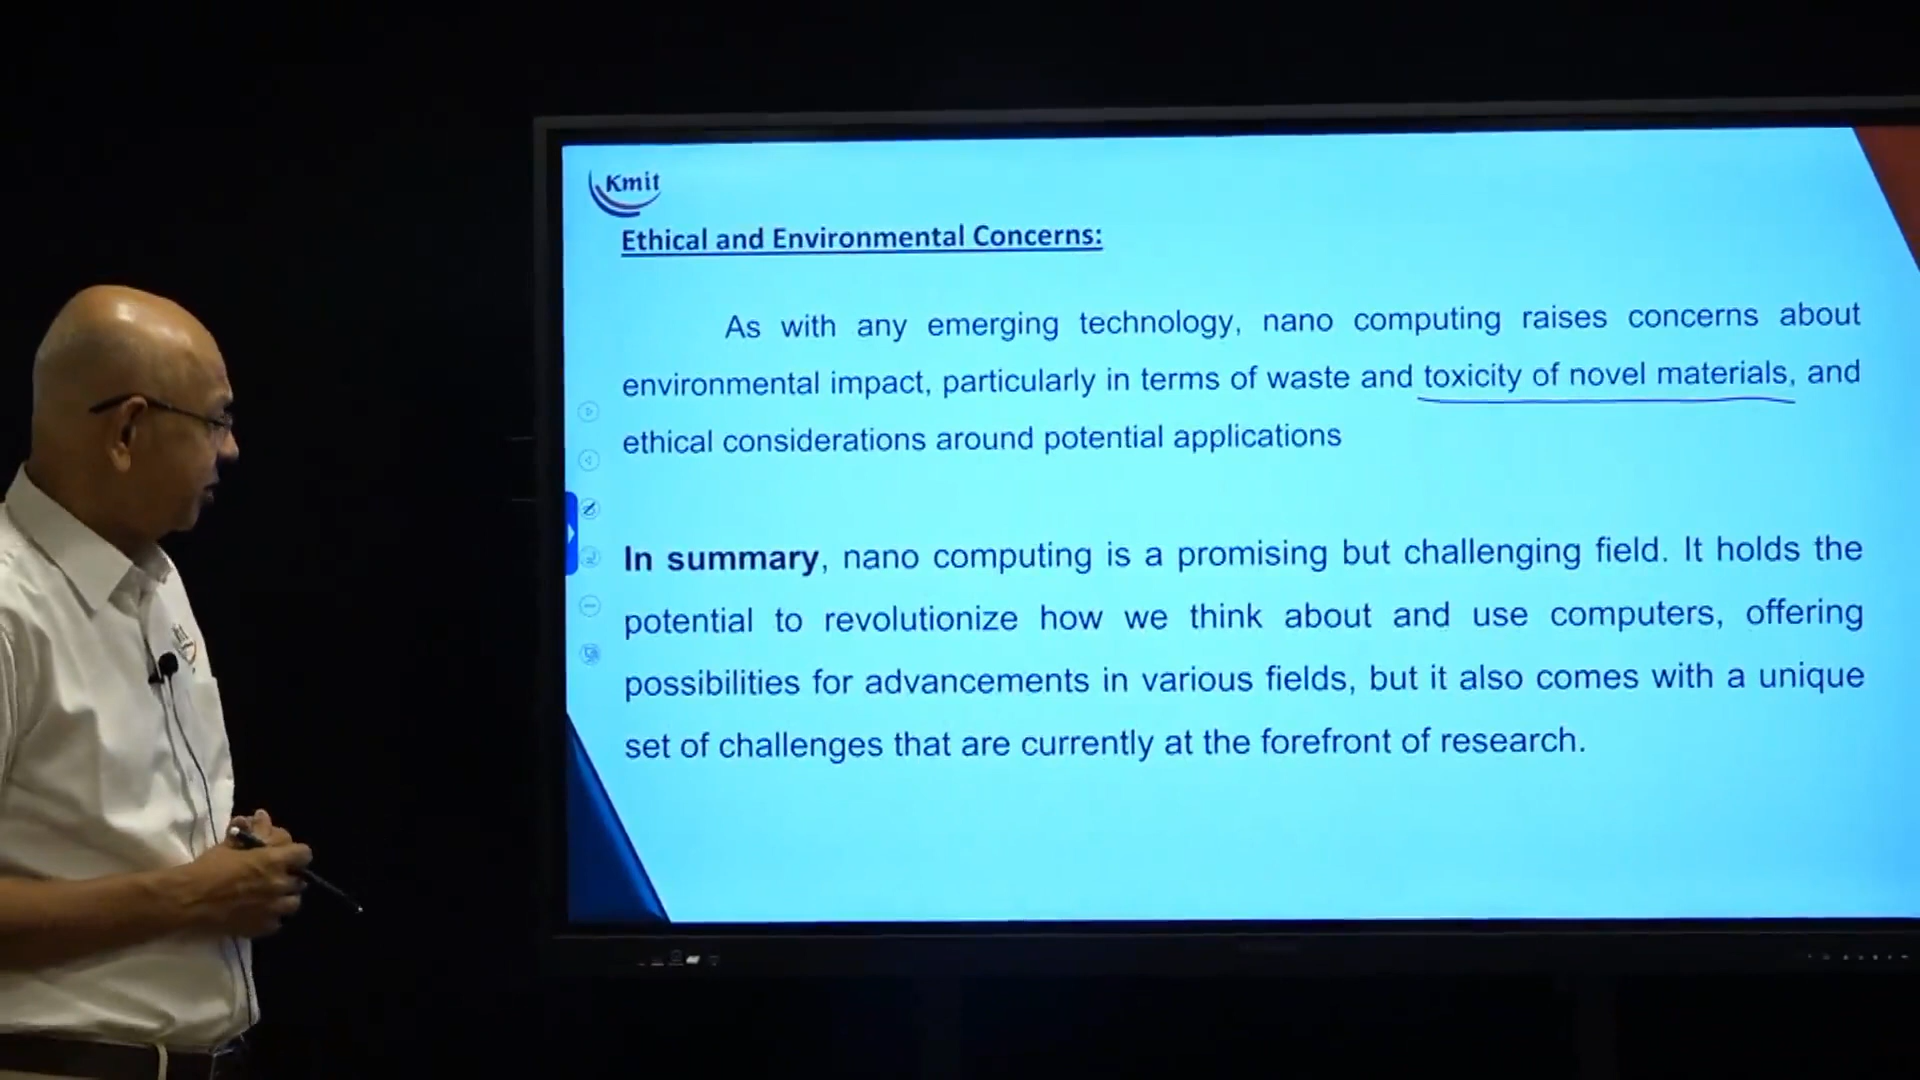 Kmit
Ethical and Environmental Concerns:
As with any emerging technology, nano computing raises concerns about
environmental impact, particularly in terms of waste and toxicity of novel materials, and
ethical considerations around potential applications
In summary, nano computing is a promising but challenging field. It holds the
potential to revolutionize how we think about and use computers, offering
possibilities for advancements in various fields, but it also comes with a unique
set of challenges that are currently at the forefront of research.